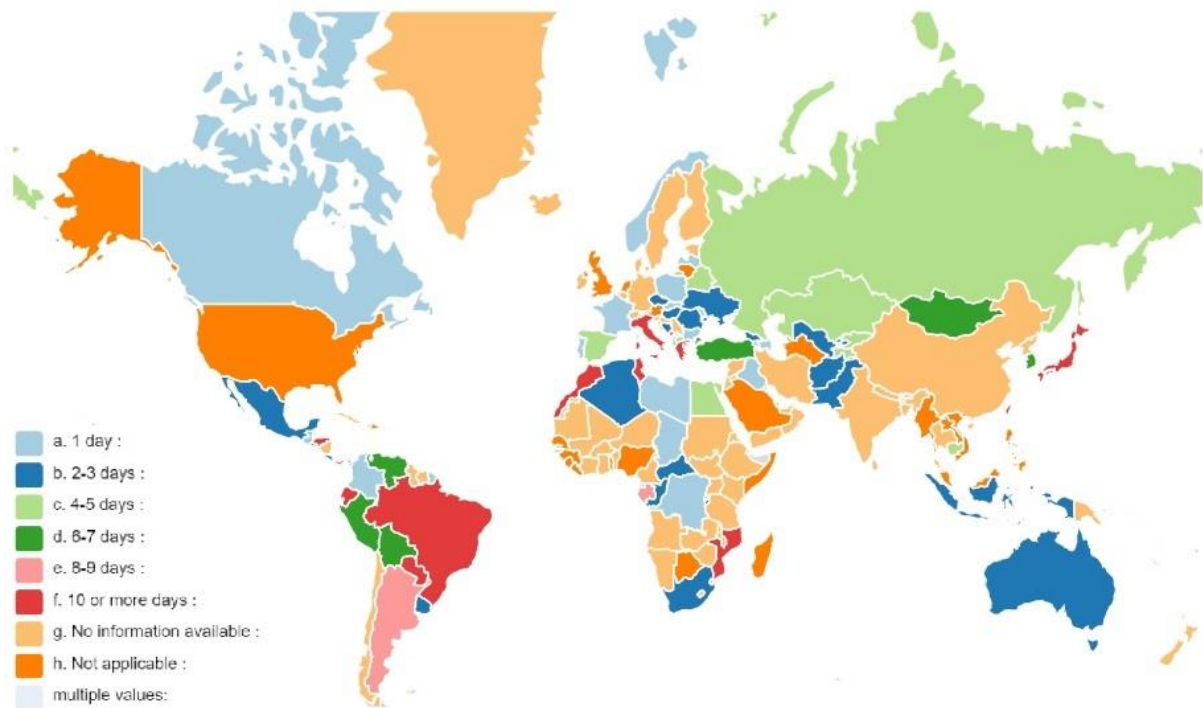 a. 1 day :
b. 2-3 days :
c. 4-5 days :
d. 6-7 days :
e. 8-9 days :
f. 10 or more days :
g. No information available :
h. Not applicable :
multiple values: